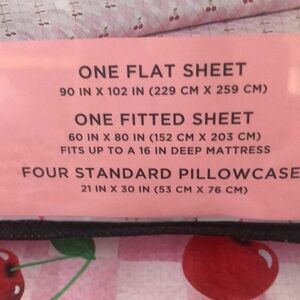 ONE FLAT SHEET
90 IN X 102 IN (229 CM X 259 CM)
ONE FITTED SHEET
60 IN X 80 IN (152 CM X 203 CM)
FITS UP TO A 16 IN DEEP MATTRESS
FOUR STANDARD PILLOWCASE
21 IN X 30 IN (53 CM X 76 CM)